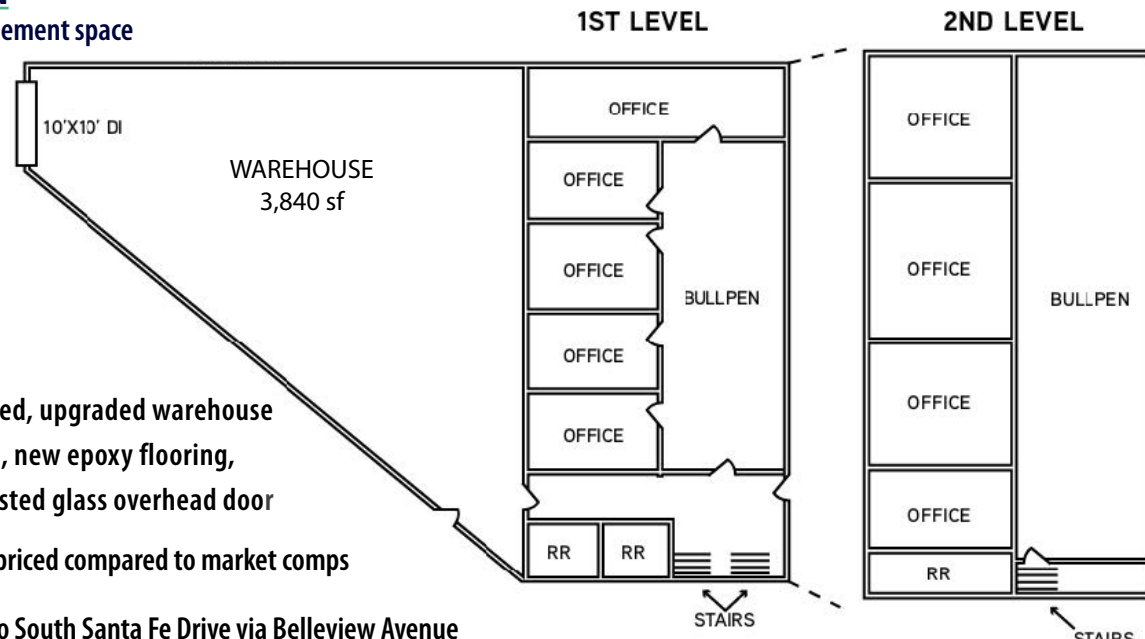 ement space
1ST LEVEL
2ND LEVEL
10'X10' DI
WAREHOUSE
3,840 sf
OFFICE
OFFICE
OFFICE
OFFICE
OFFICE
BULLPEN
RR
RR
STAIRS
OFFICE
OFFICE
OFFICE
OFFICE
BULLPEN
RR
STAIRS
ed, upgraded warehouse
, new epoxy flooring,
sted glass overhead door
priced compared to market comps
o South Santa Fe Drive via Belleview Avenue